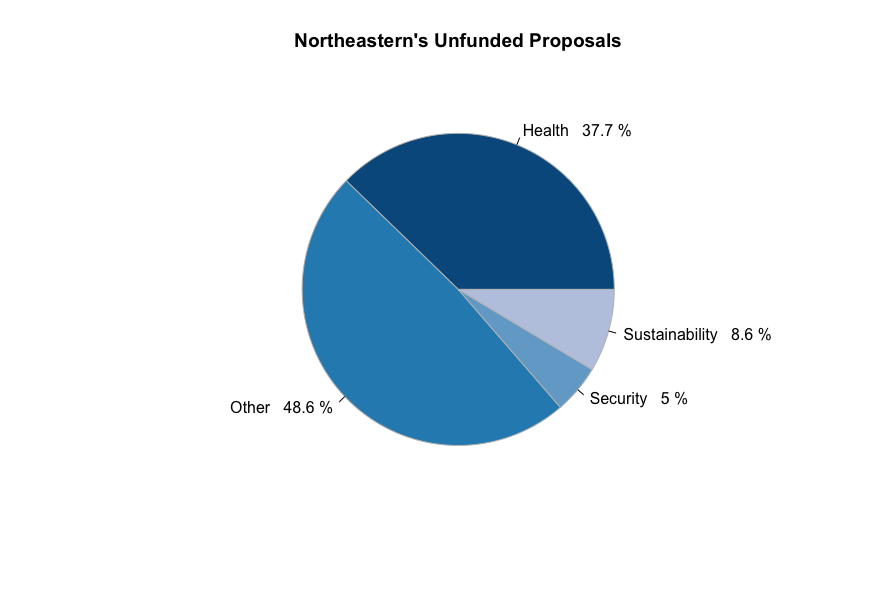 Northeastern's Unfunded Proposals
Health 37.7 %
Sustainability 8.6 %
Security 5 %
Other 48.6 %